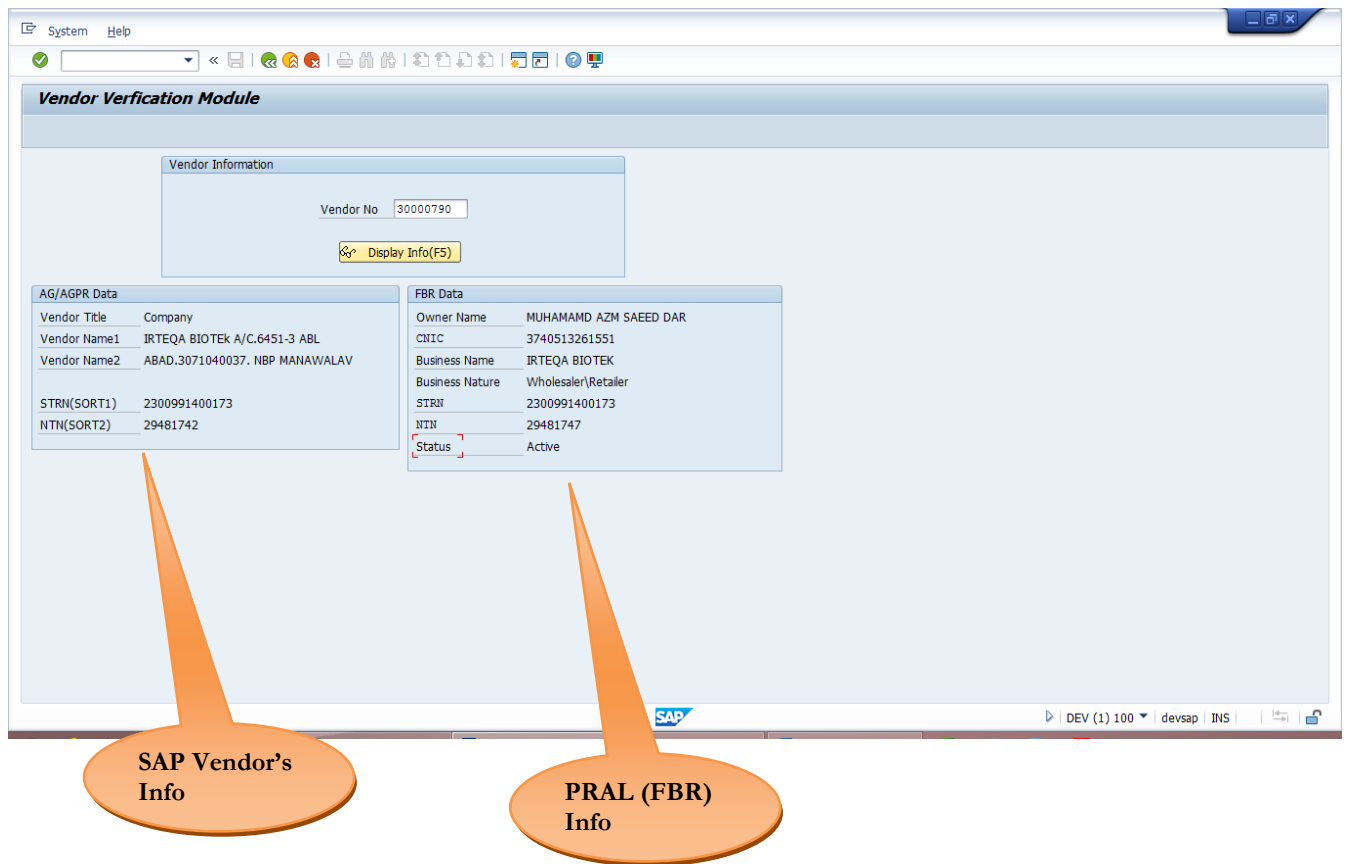 System Help
Vendor Verfication Module
Vendor Information
Vendor No 30000790
Display Info(F5)
AG/AGPR Data
Vendor Title Company
Vendor Name1 IRTEQA BIOTEk A/C.6451-3 ABL
Vendor Name2 ABAD.3071040037. NBP MANAWALAV
STRN(SORT1) 2300991400173
NTN(SORT2) 29481742
FBR Data
Owner Name MUHAMAMD AZM SAEED DAR
CNIC 3740513261551
Business Name IRTEQA BIOTEK
Business Nature Wholesaler\Retailer
STRN 2300991400173
NTN 29481747
Status Active
SAP
DEV (1) 100 devsap INS
SAP Vendor’s
Info
PRAL (FBR)
Info